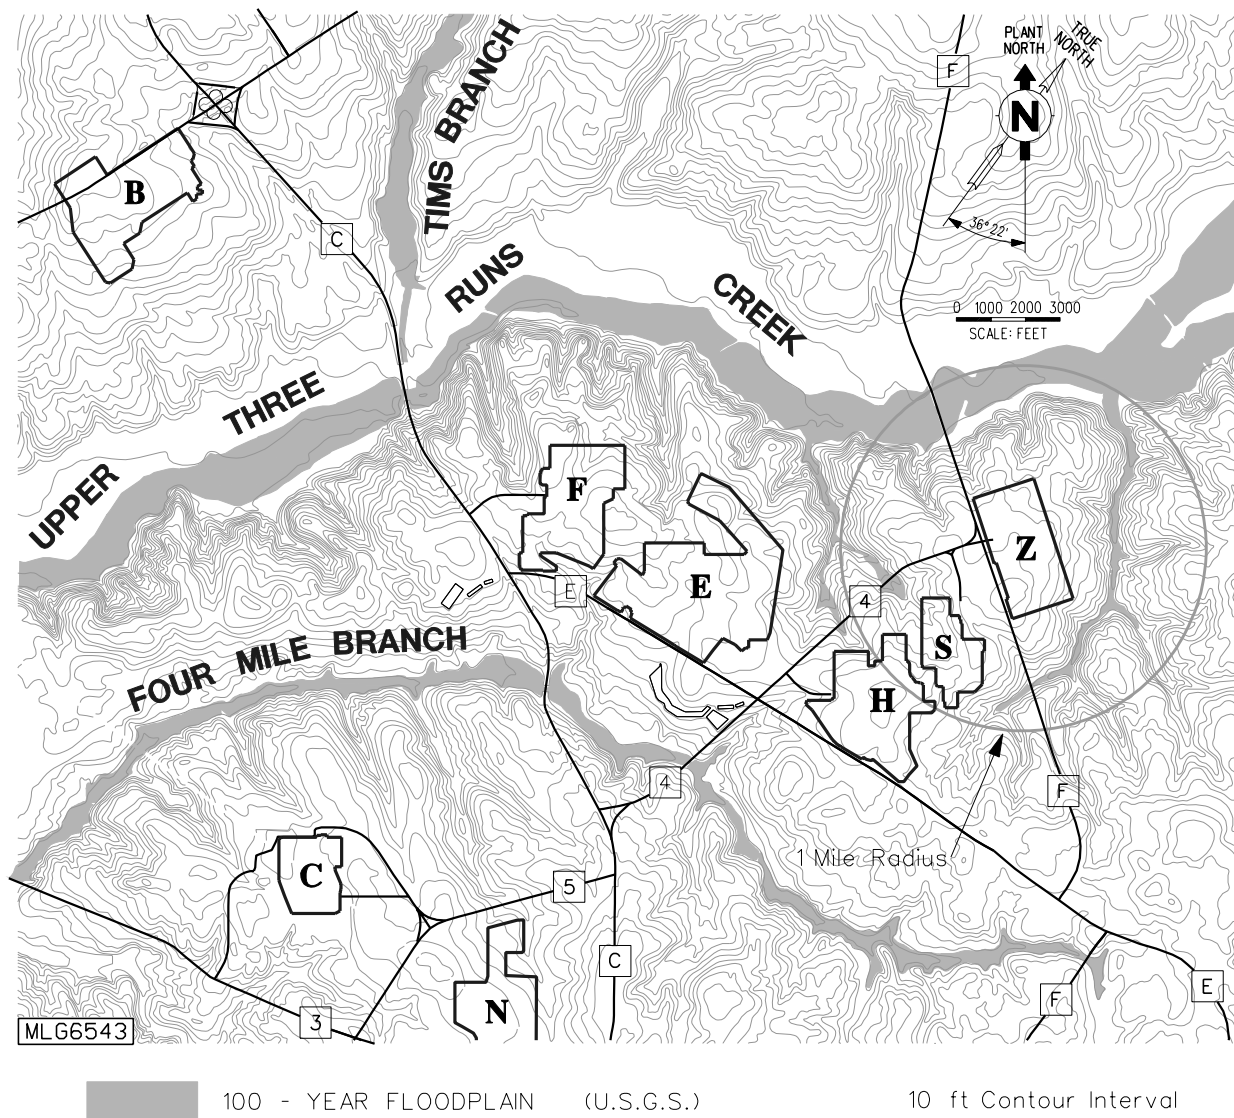 PLANT
NORTH
TRUE
NORTH
N
36° 22'
F
TIMS BRANCH
B
C
RUNS
CREEK
0 1000 2000 3000
SCALE: FEET
THREE
UPPER
F
E
Z
E
4
S
H
FOUR MILE BRANCH
4
F
1 Mile Radius
C
5
C
N
E
F
3
MLG6543
100 - YEAR FLOODPLAIN (U.S.G.S.)
10 ft Contour Interval